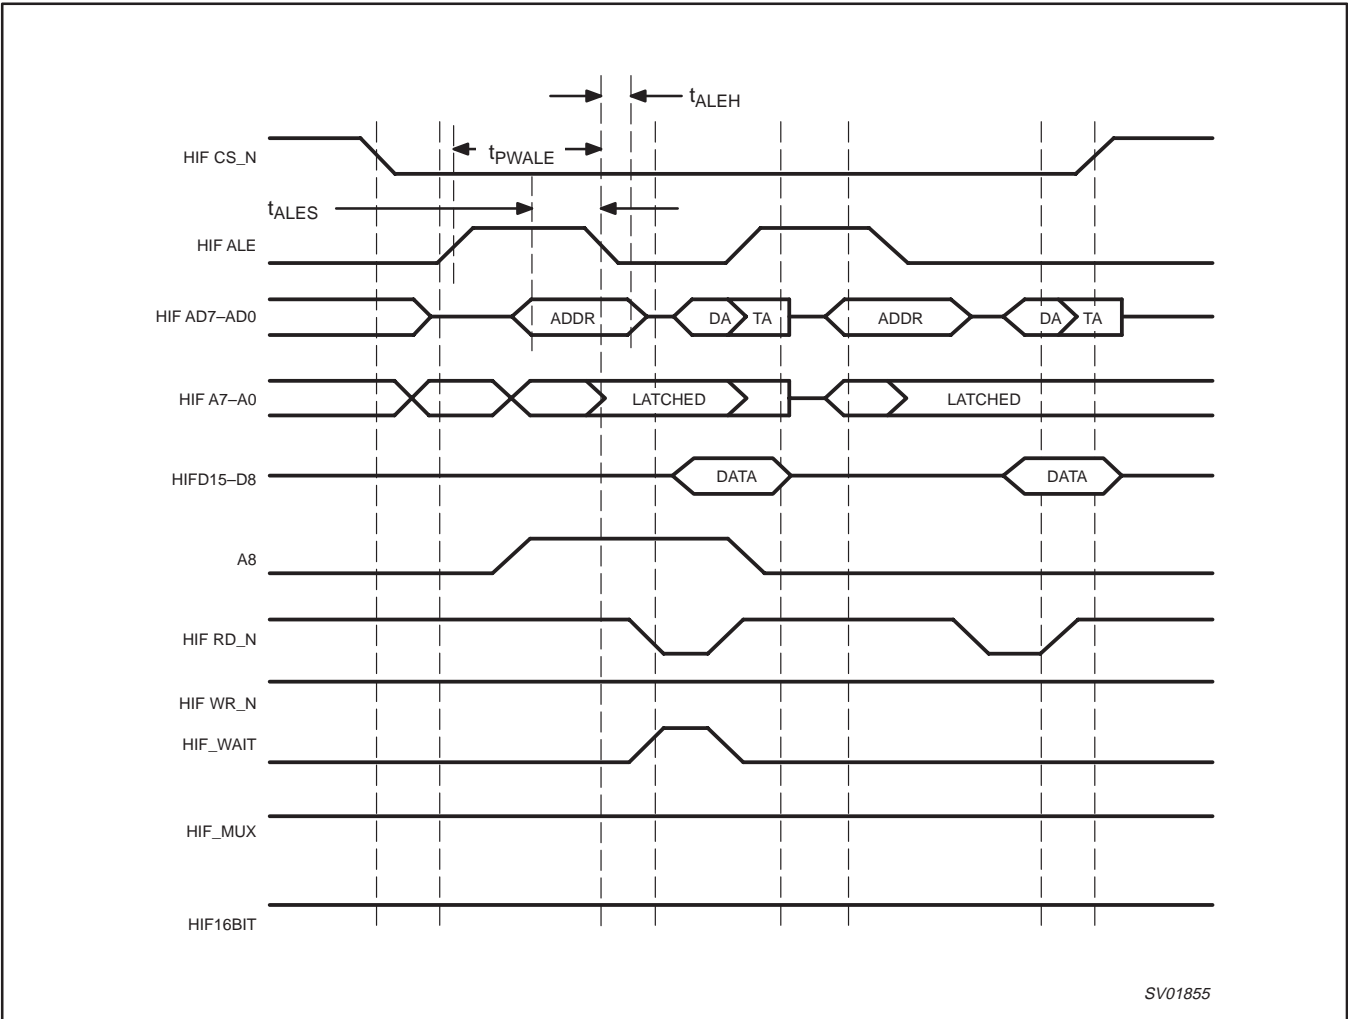 tALEH
HIF CS_N
tPWALE
tALES
HIF ALE
HIF AD7–AD0 ADDR DA TA ADDR DA TA
HIF A7–A0 LATCHED LATCHED
HIFD15–D8 DATA DATA
A8
HIF RD_N
HIF WR_N
HIF_WAIT
HIF_MUX
HIF16BIT
SV01855